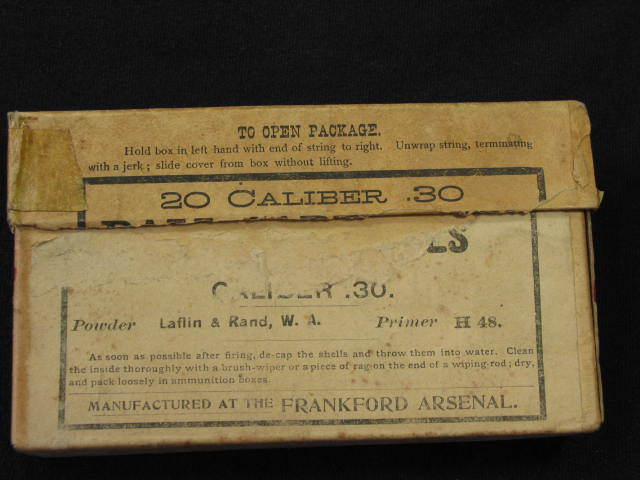 TO OPEN PACKAGE.
Hold box in left hand with end of string to right. Unwrap string, terminating
with a jerk; slide cover from box without lifting.
20 CALIBER .30
CALIBER .30.
Powder Laflin & Rand, W. A. Primer H 48.
As soon as possible after firing, de-cap the shells and throw them into water. Clean
the inside thoroughly with a brush-wiper or a piece of rag on the end of a wiping-rod; dry,
and pack loosely in ammunition boxes.
MANUFACTURED AT THE FRANKFORD ARSENAL.